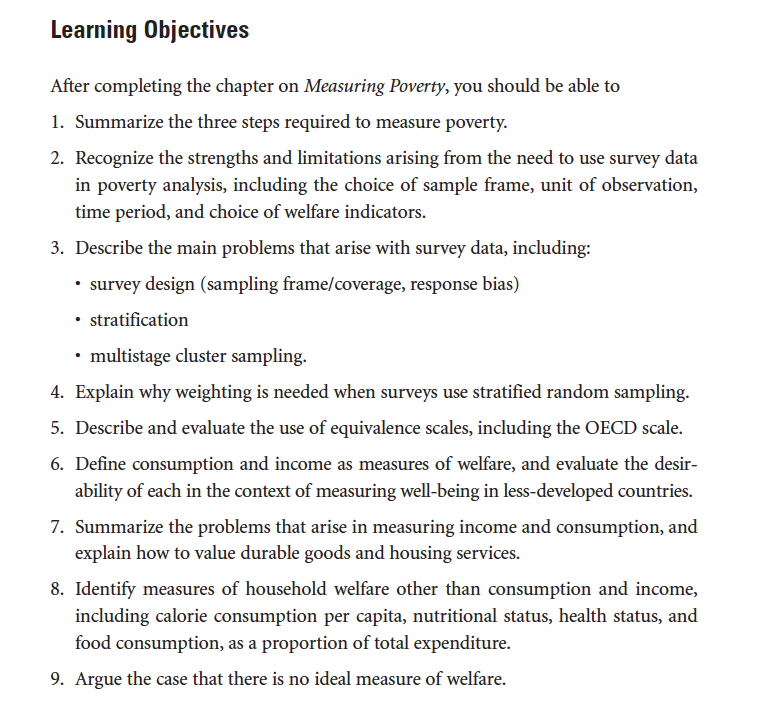 Learning Objectives
After completing the chapter on Measuring Poverty, you should be able to
1. Summarize the three steps required to measure poverty.
2. Recognize the strengths and limitations arising from the need to use survey data
in poverty analysis, including the choice of sample frame, unit of observation,
time period, and choice of welfare indicators.
3. Describe the main problems that arise with survey data, including:
• survey design (sampling frame/coverage, response bias)
• stratification
• multistage cluster sampling.
4. Explain why weighting is needed when surveys use stratified random sampling.
5. Describe and evaluate the use of equivalence scales, including the OECD scale.
6. Define consumption and income as measures of welfare, and evaluate the desir-
ability of each in the context of measuring well-being in less-developed countries.
7. Summarize the problems that arise in measuring income and consumption, and
explain how to value durable goods and housing services.
8. Identify measures of household welfare other than consumption and income,
including calorie consumption per capita, nutritional status, health status, and
food consumption, as a proportion of total expenditure.
9. Argue the case that there is no ideal measure of welfare.